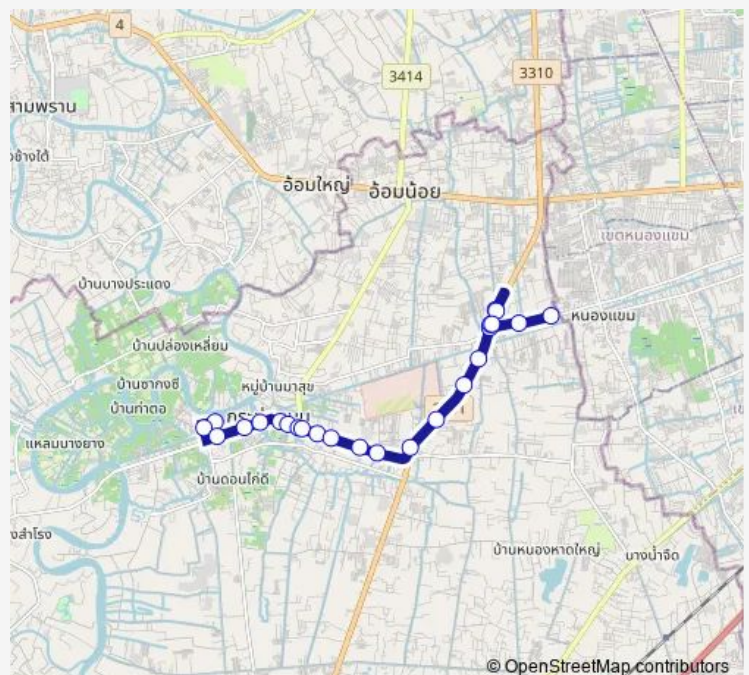 4
3414
3310
สามพราน
อ้อมใหญ่
อ้อมน้อย
เขตหนองแขม
บ้านบางประแดง
หนองแขม
บ้านปล่องเหลี่ยม
บ้านซากงซี
หมู่บ้านมาสุข
บ้านท่าตอ
แหลมบางยาง
บ้านดอนไก่ดี
บ้านหนองหาดใหญ่
บางน้ำจืด
© OpenStreetMap contributors